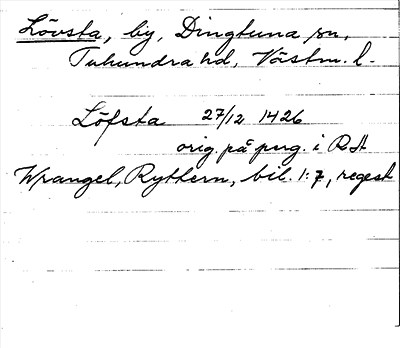 Lövsta, by, Dingtuna sn,
Tuhundra hd, Västm. l.
Löfsta 27/12 1426
orig. på perg. i RA
Wrangel, Ryttern, bil. 1:7, regest